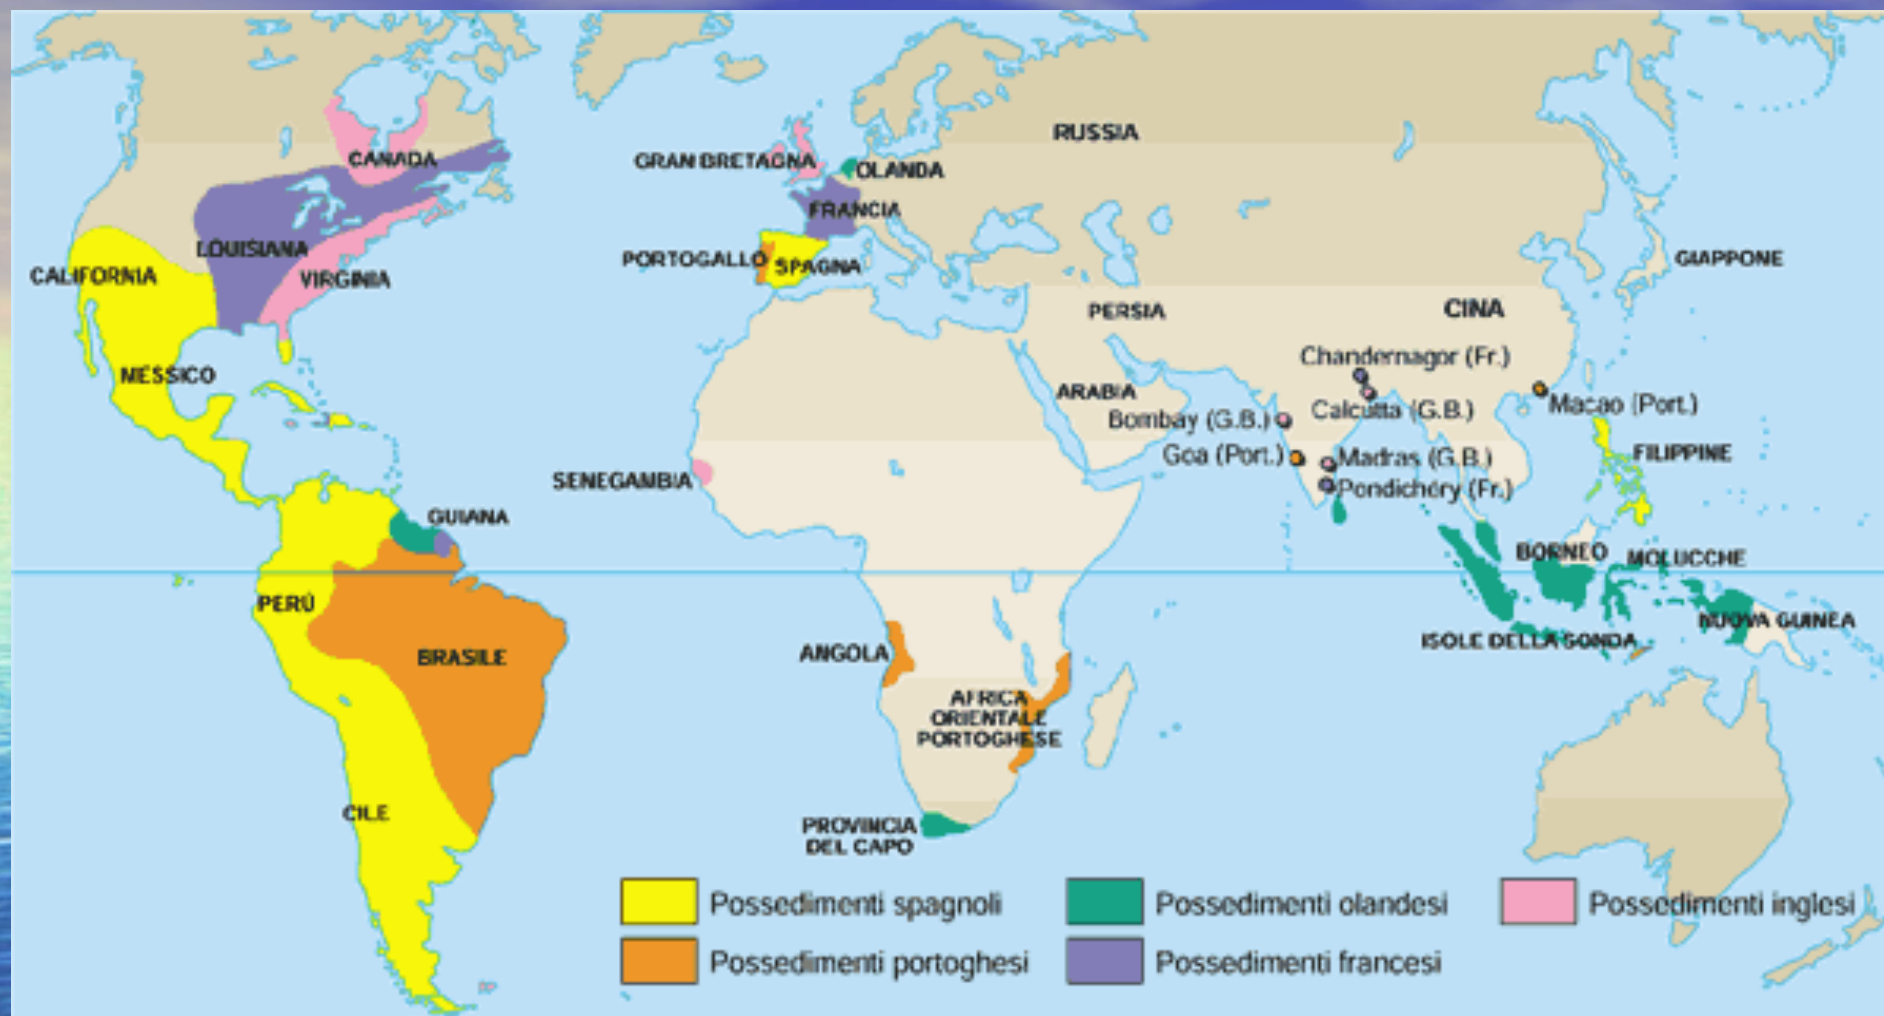 RUSSIA
CANADA
GRAN BRETAGNA
OLANDA
FRANCIA
LOUISIANA
PORTOGALLO
SPAGNA
GIAPPONE
CALIFORNIA
VIRGINIA
PERSIA
CINA
Chandernagor (Fr.)
MESSICO
ARABIA
Calcutta (G.B.)
Macao (Port.)
Bombay (G.B.)
Goa (Port.)
Madras (G.B.)
FILIPPINE
SENEGAMBIA
Pondichéry (Fr.)
GUIANA
BORNEO
MOLUCCHE
PERÚ
NUOVA GUINEA
ISOLE DELLA SONDA
BRASILE
ANGOLA
AFRICA
ORIENTALE
PORTOGHESE
CILE
PROVINCIA
DEL CAPO
Possedimenti spagnoli
Possedimenti olandesi
Possedimenti inglesi
Possedimenti portoghesi
Possedimenti francesi